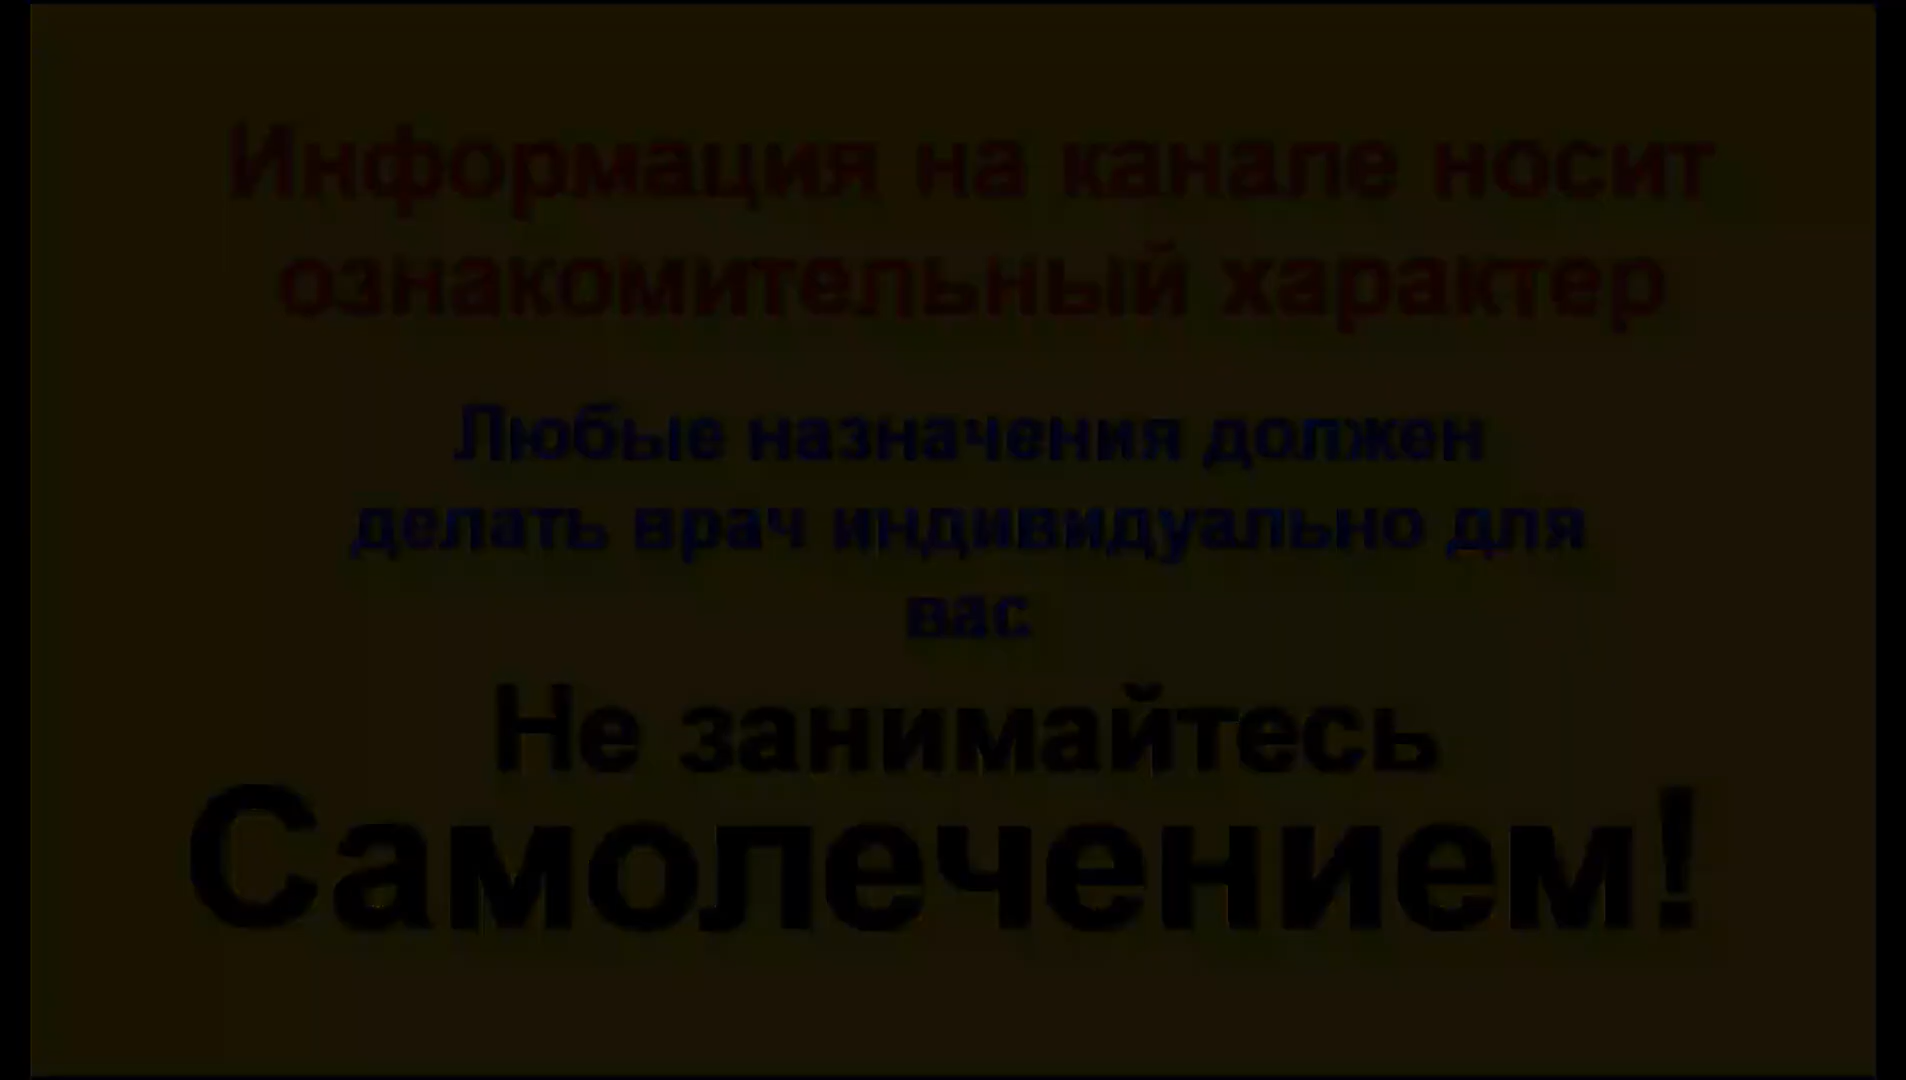 Информация на канале носит
ознакомительный характер
Любые назначения должен
делать врач индивидуально для
вас
Не занимайтесь
Самолечением!